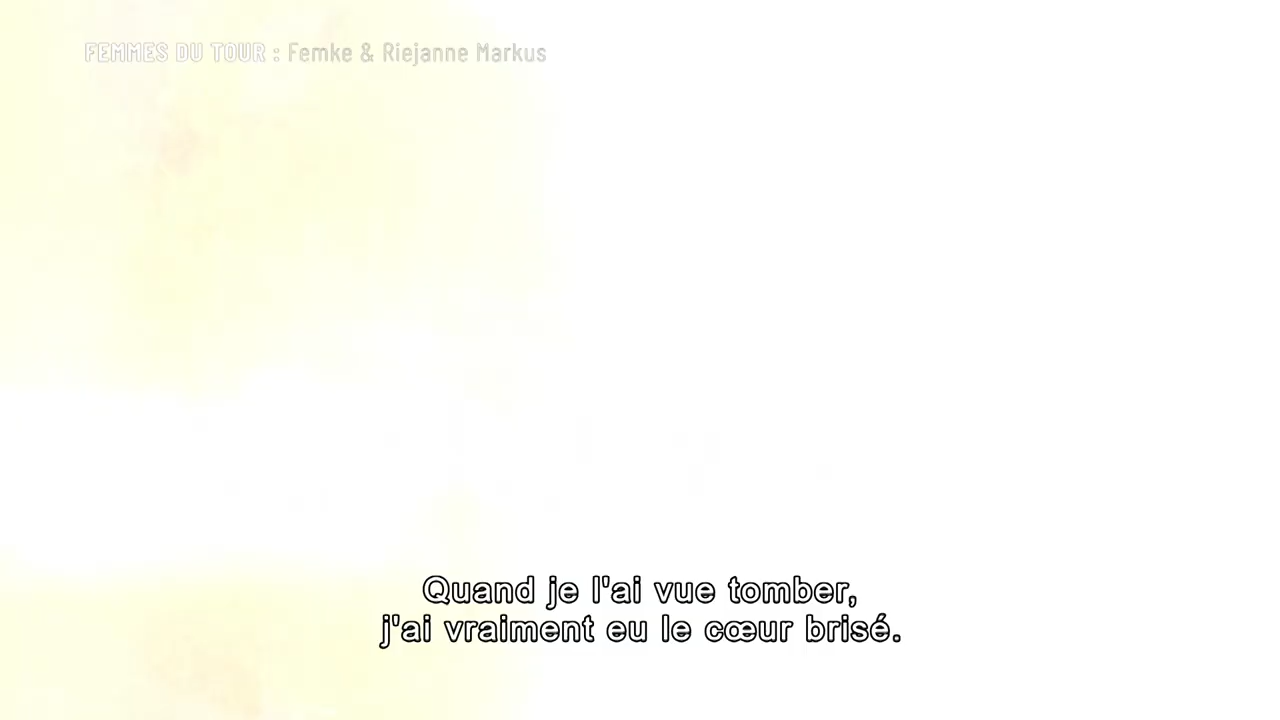 FEMMES DU TOUR : Femke & Riejanne Markus
Quand je l'ai vue tomber,
j'ai vraiment eu le cœur brisé.